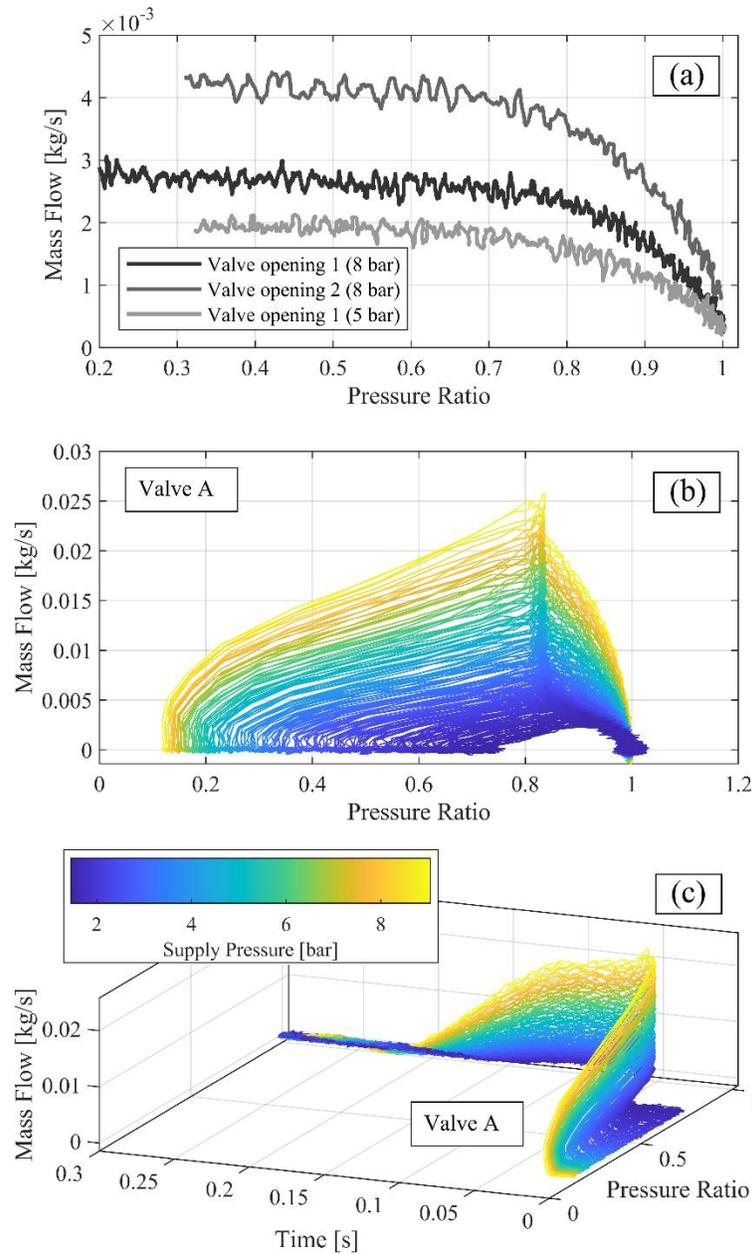 ×10⁻³
5
4
3
2
1
0
Mass Flow [kg/s]
(a)
Valve opening 1 (8 bar)
Valve opening 2 (8 bar)
Valve opening 1 (5 bar)
0.2 0.3 0.4 0.5 0.6 0.7 0.8 0.9 1
Pressure Ratio
0.03
0.025
0.02
0.015
0.01
0.005
0
Mass Flow [kg/s]
Valve A
(b)
0 0.2 0.4 0.6 0.8 1.0 1.2
Pressure Ratio
(c)
2 4 6 8
Supply Pressure [bar]
0.02
0.01
0
Mass Flow [kg/s]
Valve A
0.5
0
Pressure Ratio
0.3 0.25 0.2 0.15 0.1 0.05 0
Time [s]